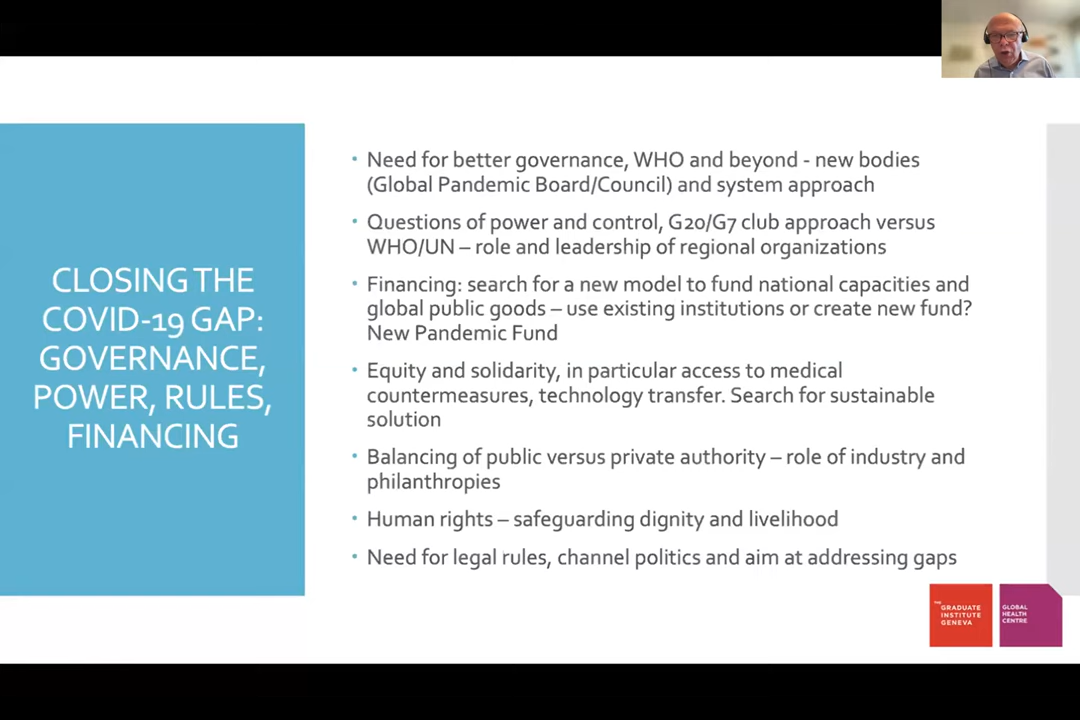 CLOSING THE
COVID-19 GAP:
GOVERNANCE,
POWER, RULES,
FINANCING
• Need for better governance, WHO and beyond - new bodies
(Global Pandemic Board/Council) and system approach
• Questions of power and control, G20/G7 club approach versus
WHO/UN – role and leadership of regional organizations
• Financing: search for a new model to fund national capacities and
global public goods – use existing institutions or create new fund?
New Pandemic Fund
• Equity and solidarity, in particular access to medical
countermeasures, technology transfer. Search for sustainable
solution
• Balancing of public versus private authority – role of industry and
philanthropies
• Human rights – safeguarding dignity and livelihood
• Need for legal rules, channel politics and aim at addressing gaps
THE
GRADUATE
INSTITUTE
GENEVA
GLOBAL
HEALTH
CENTRE